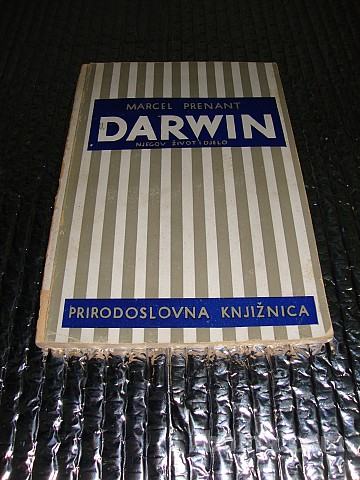 MARCEL PRENANT
DARWIN
NJEGOV ŽIVOT I DJELO
PRIRODOSLOVNA KNJIŽNICA